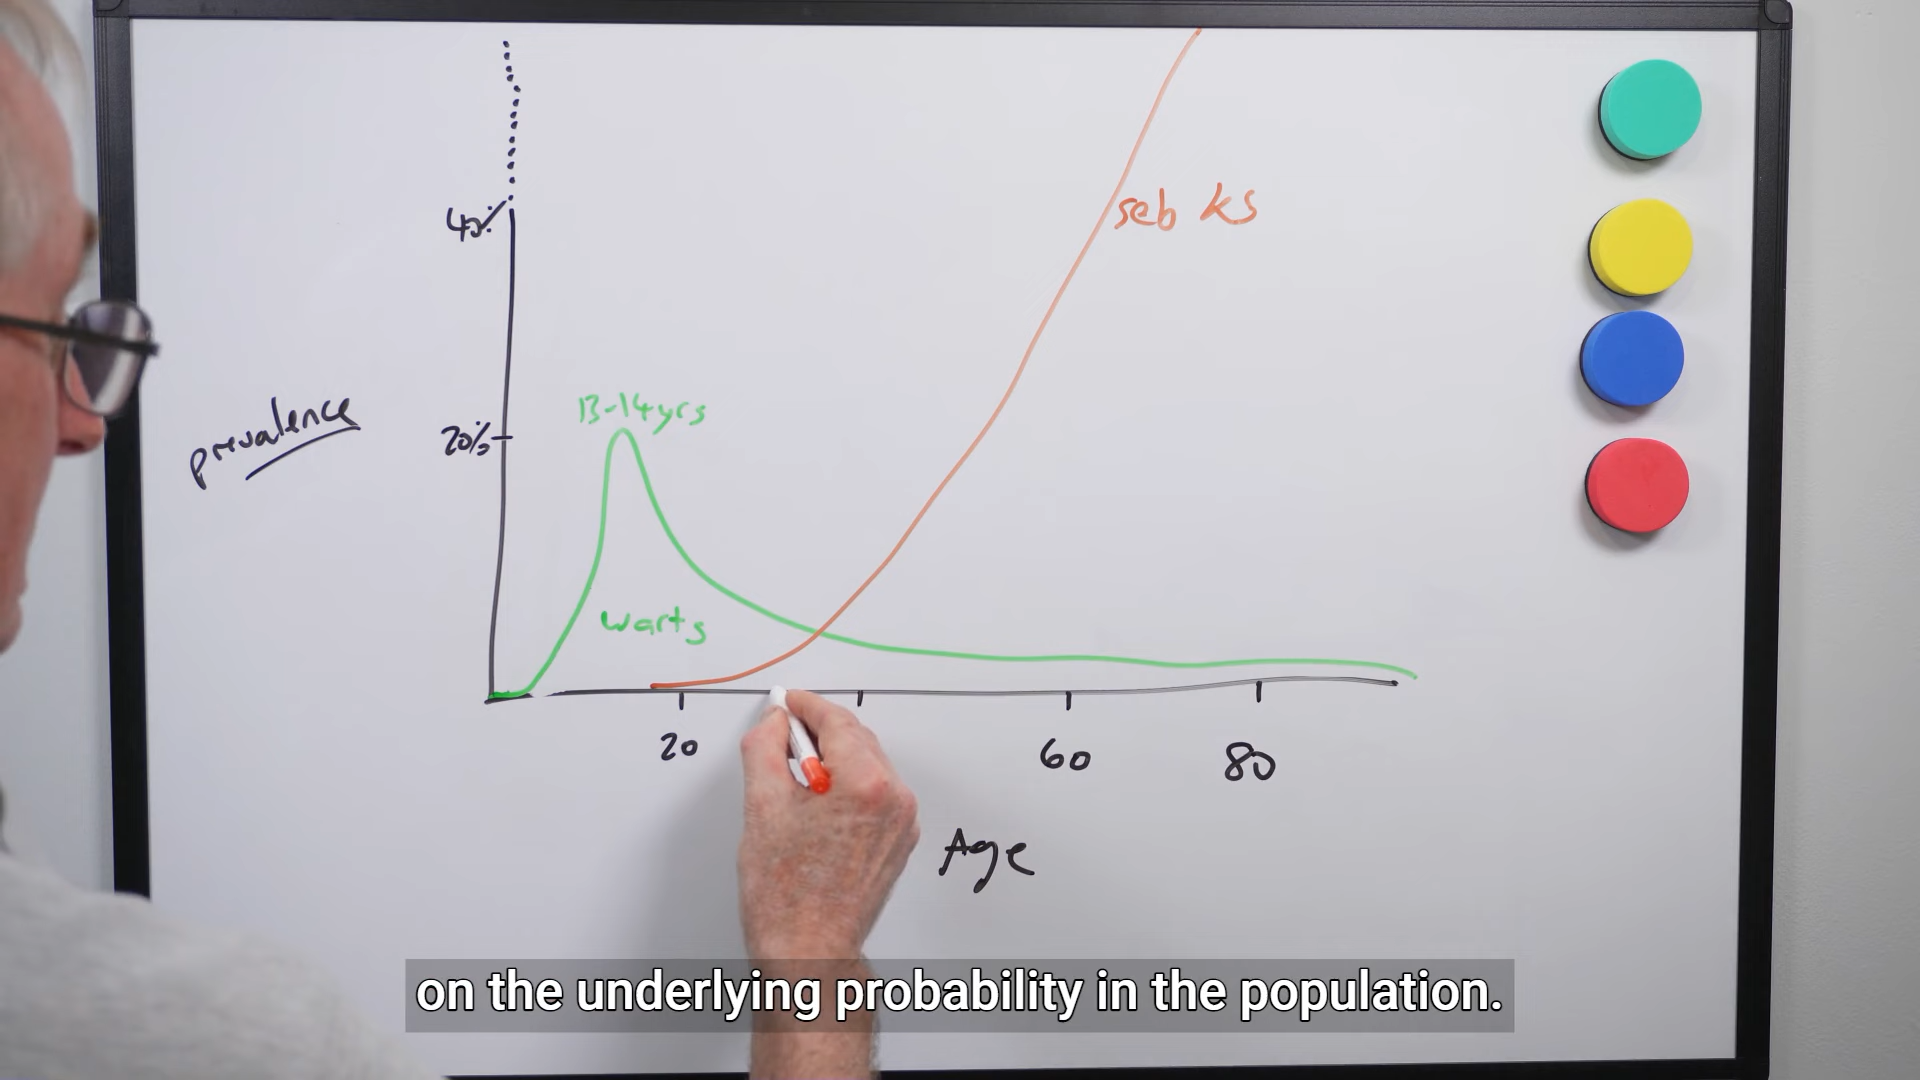 40%
seb ks
13-14yrs
prevalence
20%
warts
20
60
80
Age
on the underlying probability in the population.